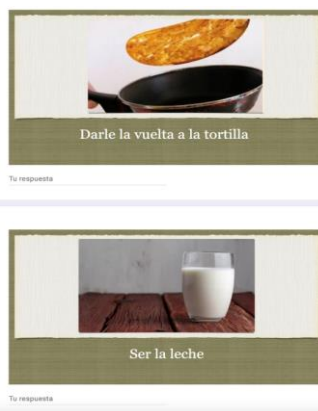 Darle la vuelta a la tortilla
Tu respuesta
Ser la leche
Tu respuesta